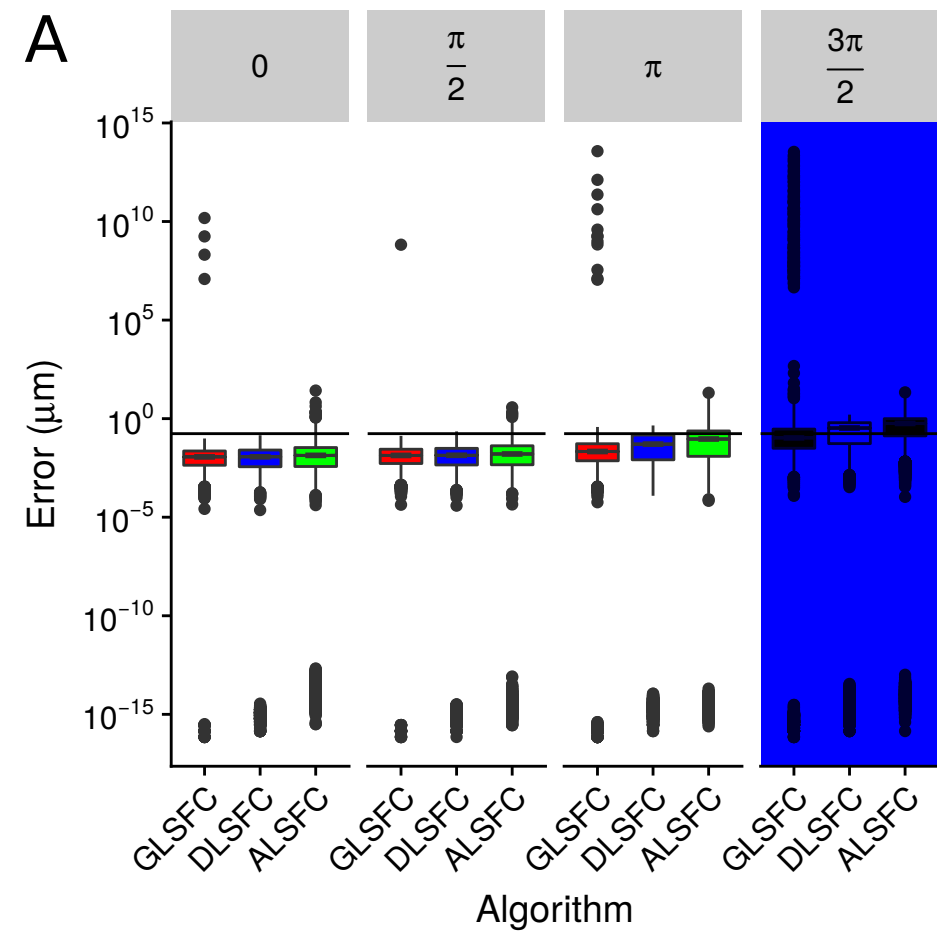 A
0
π/2
π
3π/2
10^15
10^10
10^5
10^0
10^−5
10^−10
10^−15
Error (μm)
GLSFC DLSFC ALSFC GLSFC DLSFC ALSFC GLSFC DLSFC ALSFC GLSFC DLSFC ALSFC
Algorithm